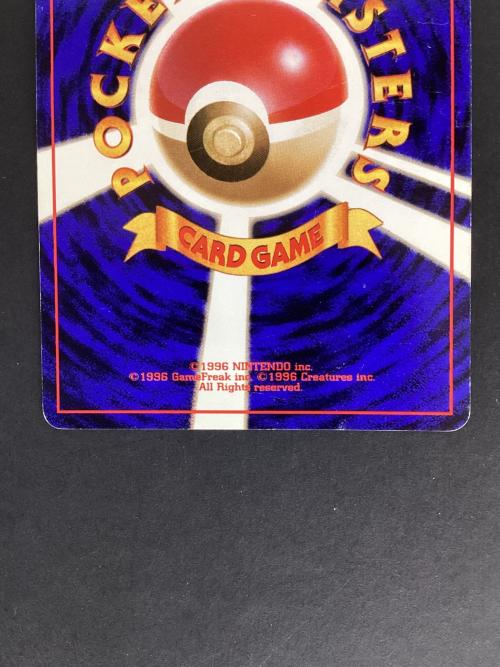 POCKE
STERS
CARD GAME
©1996 NINTENDO inc.
©1996 GameFreak inc. ©1996 Creatures inc.
All Rights reserved.